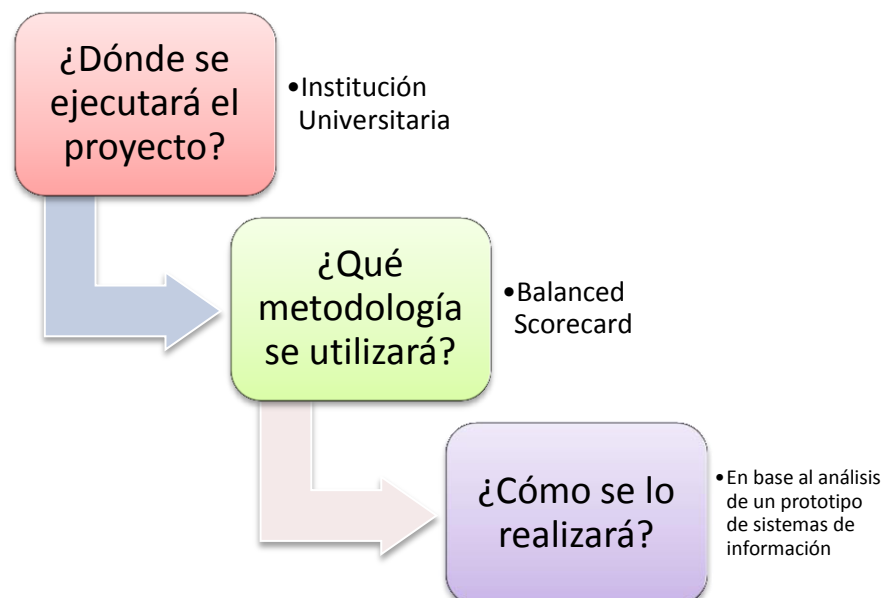 ¿Dónde se
ejecutará el
proyecto?
•Institución
Universitaria
¿Qué
metodología
se utilizará?
•Balanced
Scorecard
¿Cómo se lo
realizará?
•En base al análisis
de un prototipo
de sistemas de
información